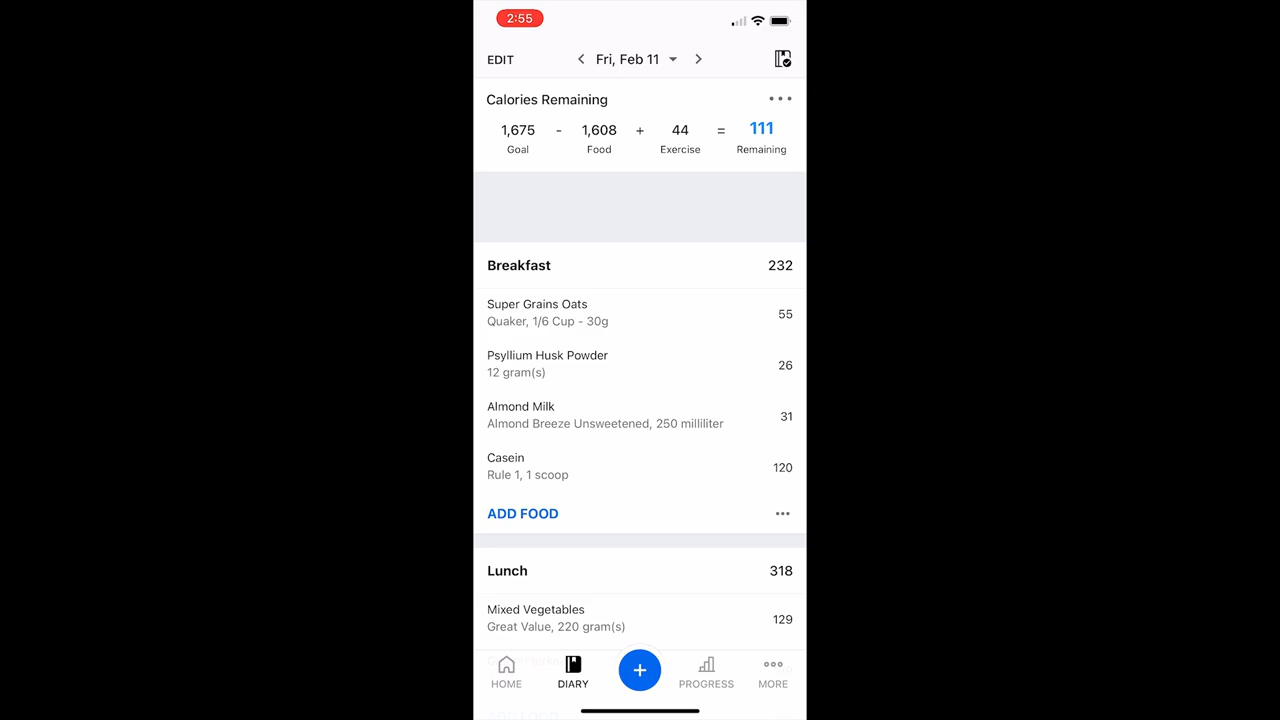 2:55
EDIT
Fri, Feb 11
Calories Remaining
1,675 - 1,608 + 44 = 111
Goal Food Exercise Remaining
Breakfast 232
Super Grains Oats
Quaker, 1/6 Cup - 30g 55
Psyllium Husk Powder
12 gram(s) 26
Almond Milk
Almond Breeze Unsweetened, 250 milliliter 31
Casein
Rule 1, 1 scoop 120
ADD FOOD
Lunch 318
Mixed Vegetables
Great Value, 220 gram(s) 129
HOME DIARY + PROGRESS MORE